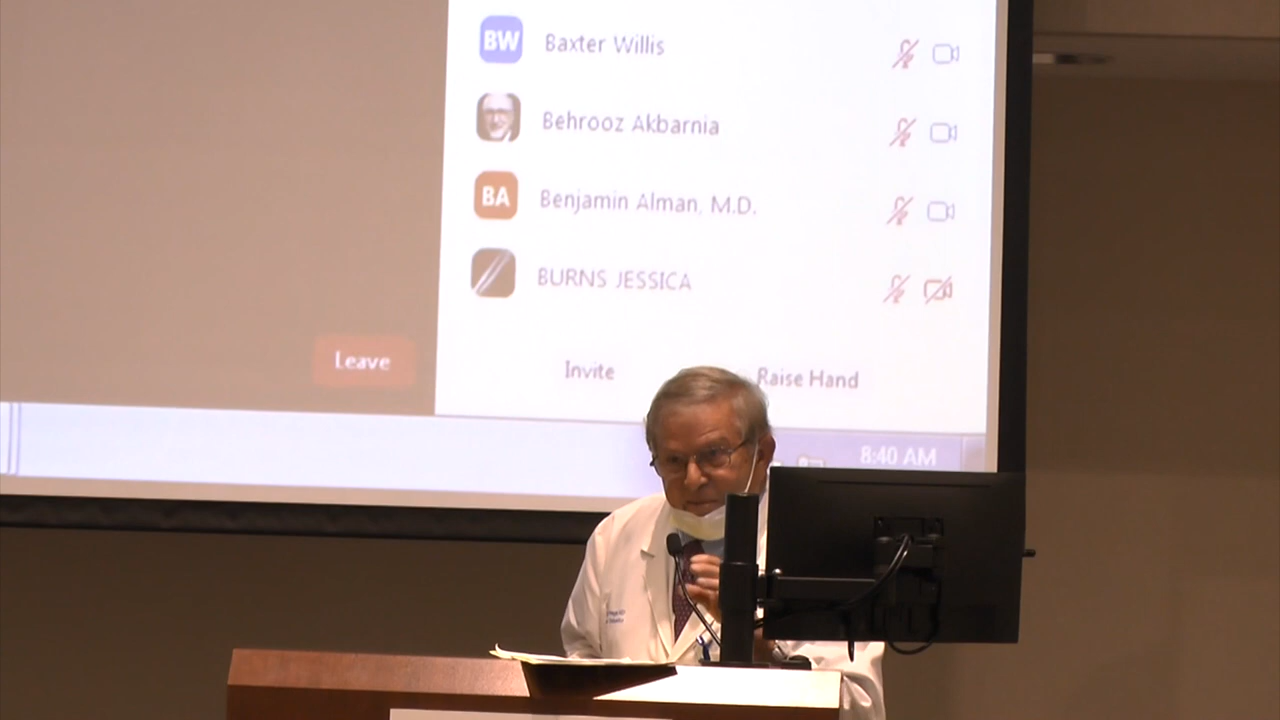 BW Baxter Willis
Behrooz Akbarnia
BA Benjamin Alman, M.D.
BURNS JESSICA
Leave
Invite Raise Hand
8:40 AM